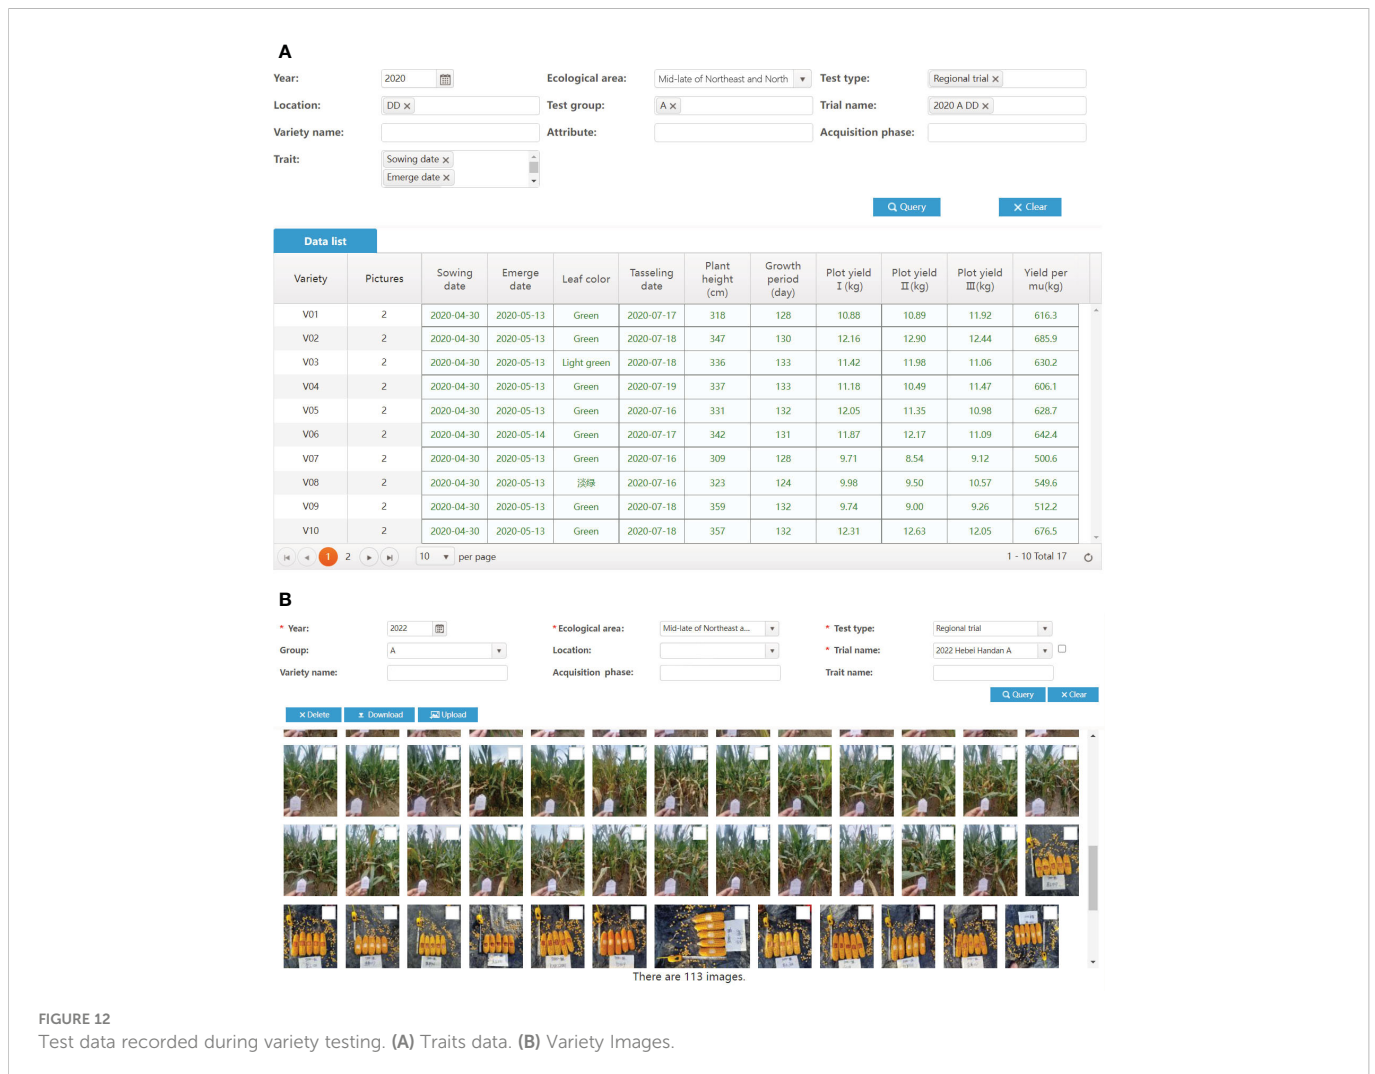 A
Year: 2020 Ecological area: Mid-late of Northeast and North Test type: Regional trial ×
Location: DD × Test group: A × Trial name: 2020 A DD ×
Variety name: Attribute: Acquisition phase:
Trait: Sowing date ×
Emerge date ×
Query × Clear
Data list
Variety Pictures Sowing date Emerge date Leaf color Tasseling date Plant height (cm) Growth period (day) Plot yield I (kg) Plot yield II(kg) Plot yield III(kg) Yield per mu(kg)
V01 2 2020-04-30 2020-05-13 Green 2020-07-17 318 128 10.88 10.89 11.92 616.3
V02 2 2020-04-30 2020-05-13 Green 2020-07-18 347 130 12.16 12.90 12.44 685.9
V03 2 2020-04-30 2020-05-13 Light green 2020-07-18 336 133 11.42 11.98 11.06 630.2
V04 2 2020-04-30 2020-05-13 Green 2020-07-19 337 133 11.18 10.49 11.47 606.1
V05 2 2020-04-30 2020-05-13 Green 2020-07-16 331 132 12.05 11.35 10.98 628.7
V06 2 2020-04-30 2020-05-14 Green 2020-07-17 342 131 11.87 12.17 11.09 642.4
V07 2 2020-04-30 2020-05-13 Green 2020-07-16 309 128 9.71 8.54 9.12 500.6
V08 2 2020-04-30 2020-05-13 淡绿 2020-07-16 323 124 9.98 9.50 10.57 549.6
V09 2 2020-04-30 2020-05-13 Green 2020-07-18 359 132 9.74 9.00 9.26 512.2
V10 2 2020-04-30 2020-05-13 Green 2020-07-18 357 132 12.31 12.63 12.05 676.5
1 2 10 per page 1 - 10 Total 17
B
* Year: 2022 * Ecological area: Mid-late of Northeast a... * Test type: Regional trial
Group: A Location: * Trial name: 2022 Hebei Handan A
Variety name: Acquisition phase: Trait name:
Query × Clear
× Delete Download Upload
There are 113 images.
FIGURE 12
Test data recorded during variety testing. (A) Traits data. (B) Variety Images.